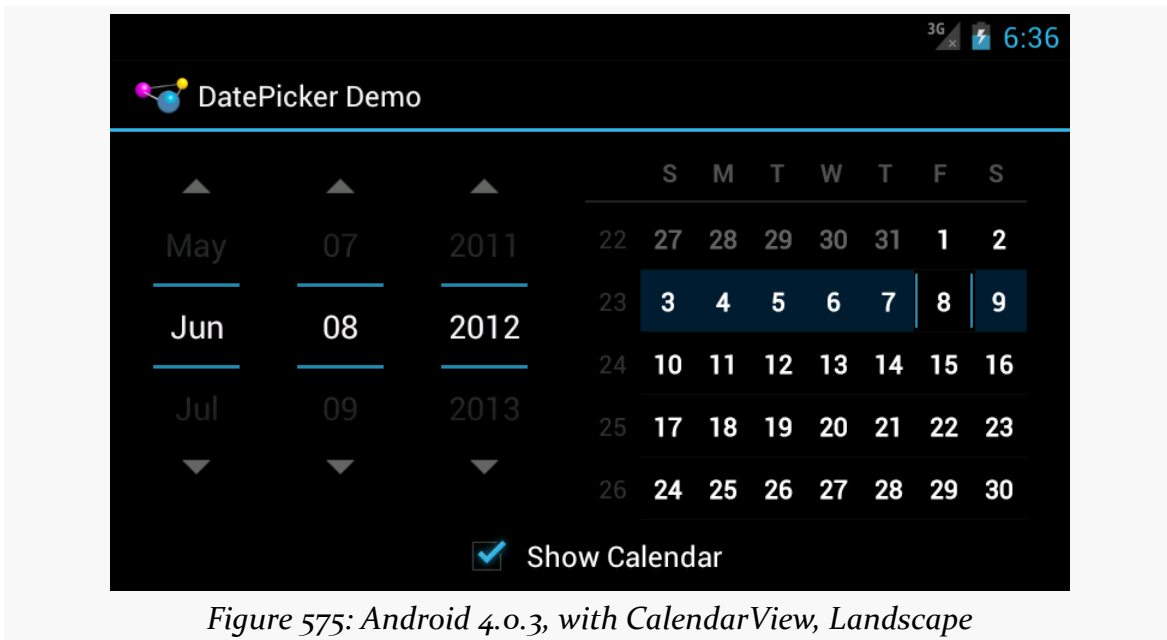 3G 6:36
DatePicker Demo
May 07 2011
Jun 08 2012
Jul 09 2013
S M T W T F S
22 27 28 29 30 31 1 2
23 3 4 5 6 7 8 9
24 10 11 12 13 14 15 16
25 17 18 19 20 21 22 23
26 24 25 26 27 28 29 30
Show Calendar
Figure 575: Android 4.0.3, with CalendarView, Landscape